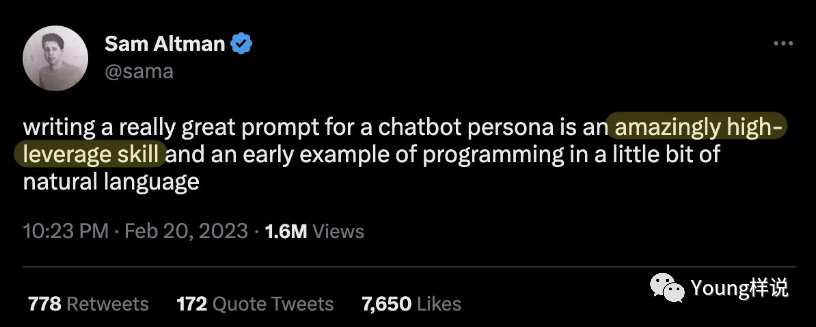 Sam Altman
@sama
writing a really great prompt for a chatbot persona is an amazingly high-
leverage skill and an early example of programming in a little bit of
natural language
10:23 PM · Feb 20, 2023 · 1.6M Views
778 Retweets 172 Quote Tweets 7,650 Likes
Young样说